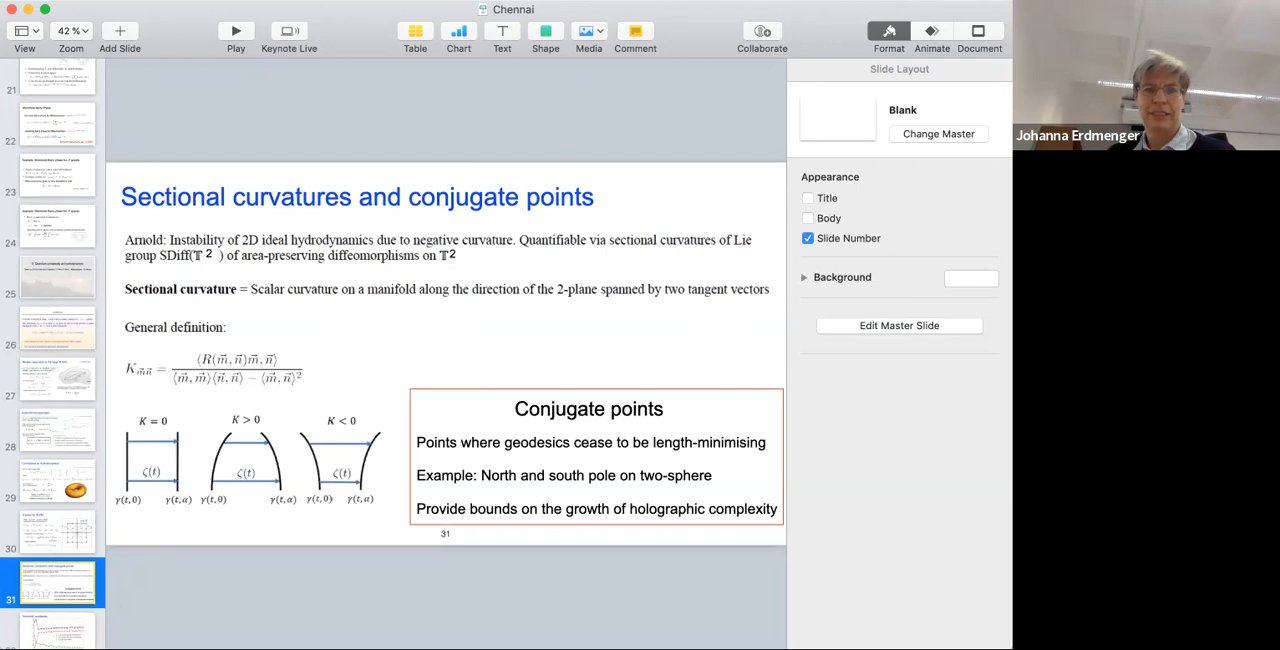 Chennai
42 %
View
Zoom
Add Slide
Play
Keynote Live
Table
Chart
Text
Shape
Media
Comment
Collaborate
Format
Animate
Document
21
22
23
24
25
26
27
28
29
30
31
Sectional curvatures and conjugate points
Arnold: Instability of 2D ideal hydrodynamics due to negative curvature. Quantifiable via sectional curvatures of Lie
group SDiff(𝕋 2 ) of area-preserving diffeomorphisms on 𝕋2
Sectional curvature = Scalar curvature on a manifold along the direction of the 2-plane spanned by two tangent vectors
General definition:
K_{m⃗n⃗} = ⟨R(m⃗, n⃗)m⃗, n⃗⟩ / ⟨m⃗, m⃗⟩⟨n⃗, n⃗⟩ − ⟨m⃗, n⃗⟩²
K = 0
K > 0
K < 0
ζ(t)
ζ(t)
ζ(t)
γ(t, 0)
γ(t, α)
γ(t, 0)
γ(t, α)
γ(t, 0)
γ(t, α)
Conjugate points
Points where geodesics cease to be length-minimising
Example: North and south pole on two-sphere
Provide bounds on the growth of holographic complexity
31
Slide Layout
Blank
Change Master
Appearance
Title
Body
Slide Number
Background
Edit Master Slide
Johanna Erdmenger